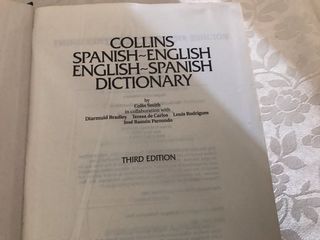 COLLINS
SPANISH~ENGLISH
ENGLISH~SPANISH
DICTIONARY
by
Colin Smith
in collaboration with
Diarmuid Bradley Teresa de Carlos Louis Rodrigues
José Ramón Parrondo
THIRD EDITION